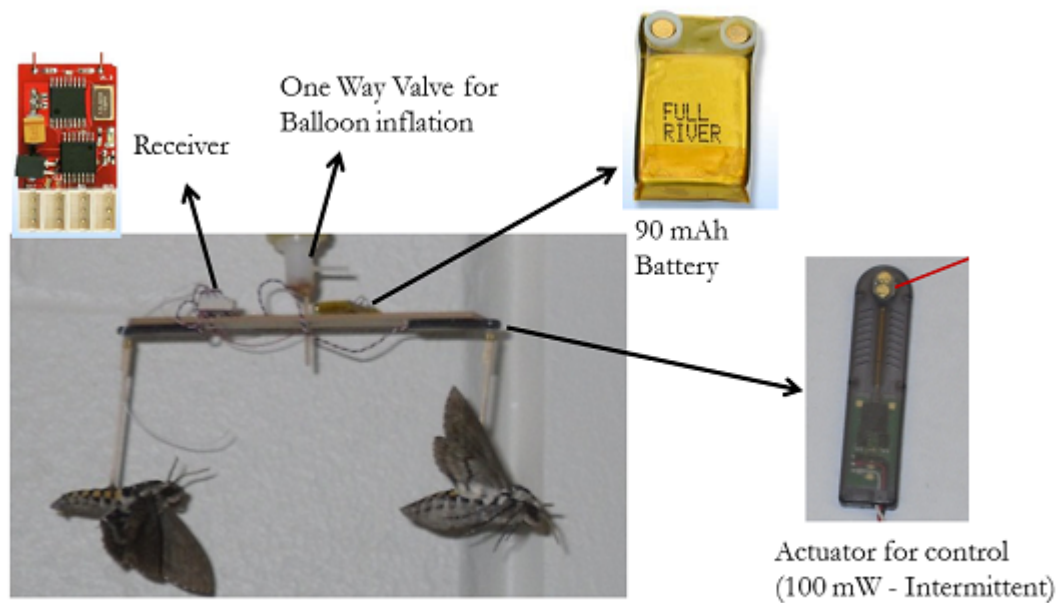 One Way Valve for
Balloon inflation
Receiver
FULL
RIVER
90 mAh
Battery
Actuator for control
(100 mW - Intermittent)